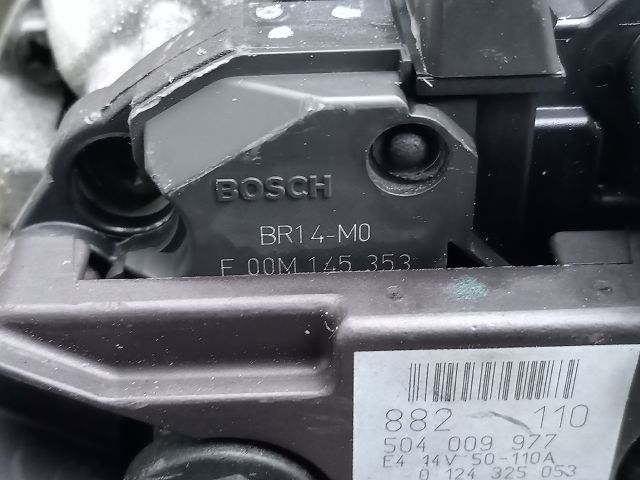 BOSCH
BR14-M0
F 00M 145 353
882 110
504 009 977
E4 14V 50-110A
0 124 325 053